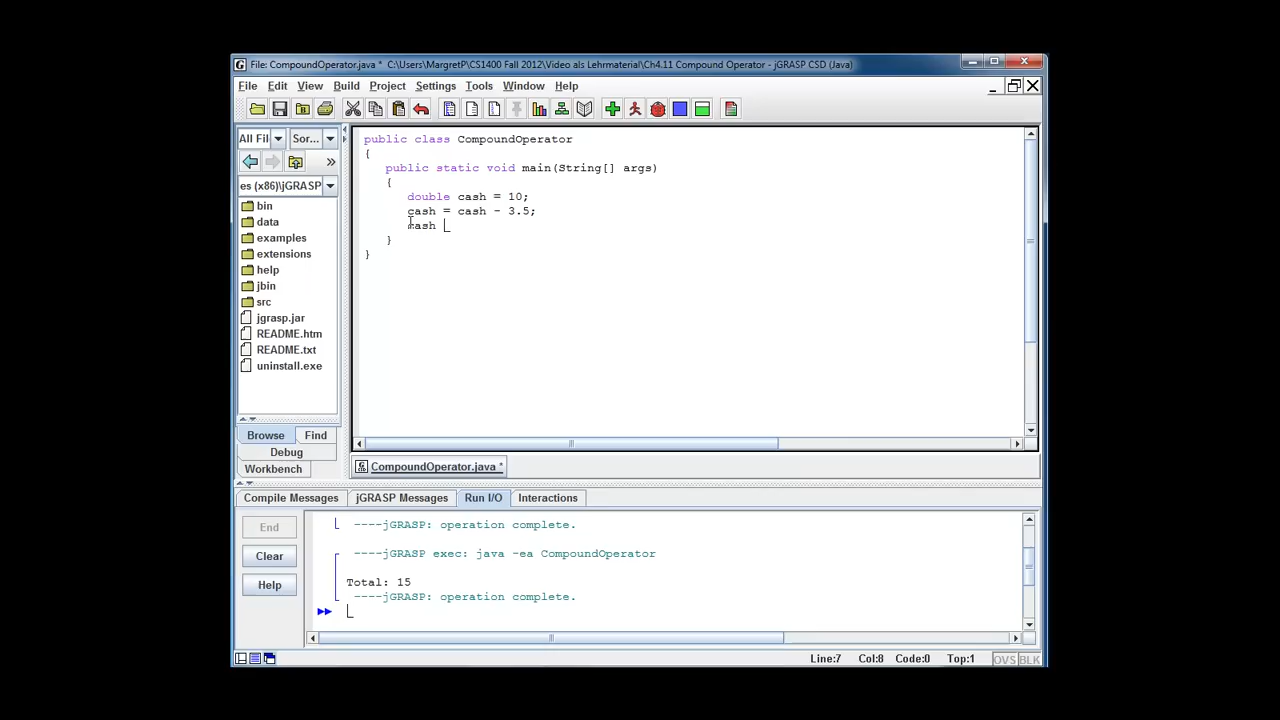 File: CompoundOperator.java * C:\Users\MargretP\CS1400 Fall 2012\Video als Lehrmaterial\Ch4.11 Compound Operator - jGRASP CSD (Java)
File Edit View Build Project Settings Tools Window Help
All Fil Sor...
»
es (x86)\jGRASP
bin
data
examples
extensions
help
jbin
src
jgrasp.jar
README.htm
README.txt
uninstall.exe
Browse Find
Debug
Workbench
public class CompoundOperator
{
public static void main(String[] args)
{
double cash = 10;
cash = cash - 3.5;
cash
}
}
CompoundOperator.java *
Compile Messages jGRASP Messages Run I/O Interactions
End
Clear
Help
----jGRASP: operation complete.
----jGRASP exec: java -ea CompoundOperator
Total: 15
----jGRASP: operation complete.
Line:7 Col:8 Code:0 Top:1 OVS BLK